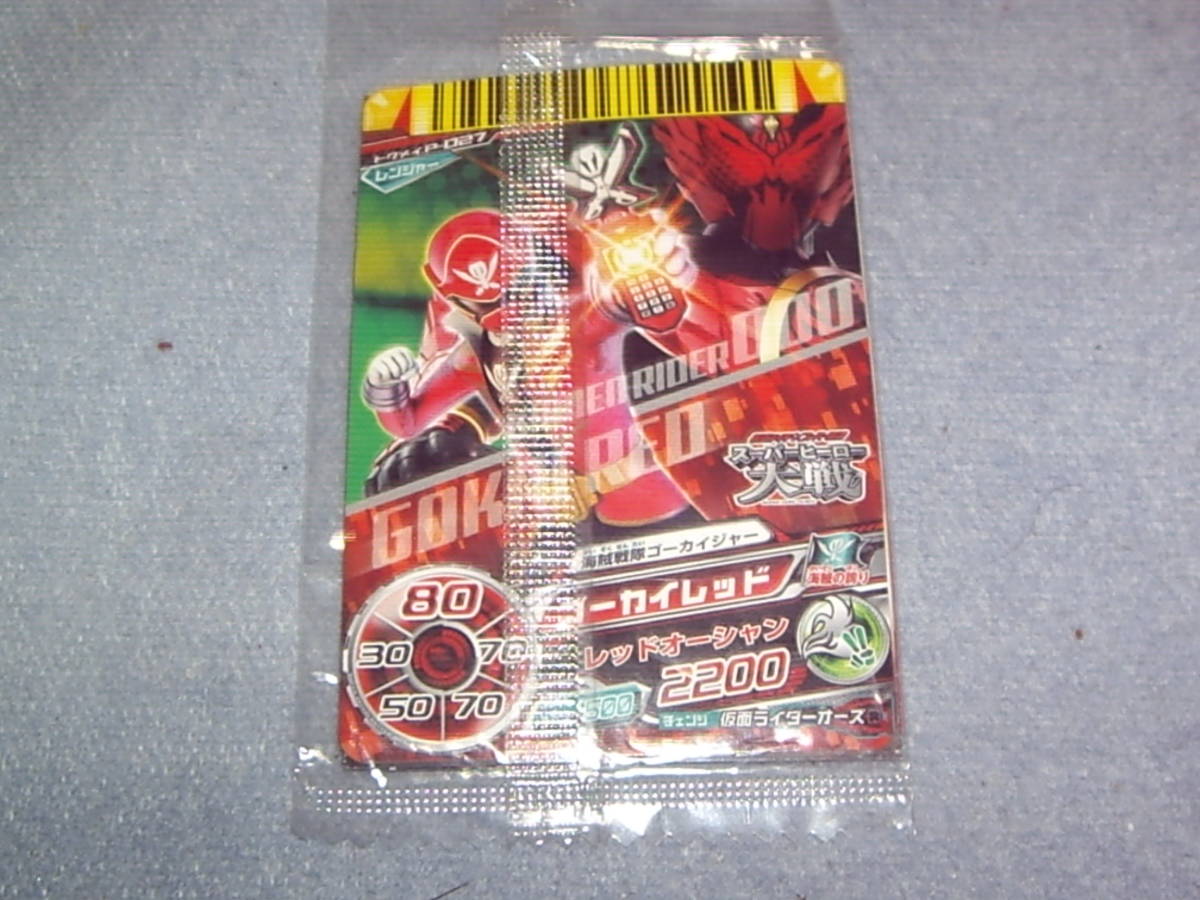 トクメイP-027
レンジャー
RIDER OOO
GOK RED
スーパーヒーロー
大戦
海賊戦隊ゴーカイジャー
ーカイレッド
海賊の誇り
80
30
70
50
70
レッドオーシャン
2200
500
チェンジ 仮面ライダーオーズ